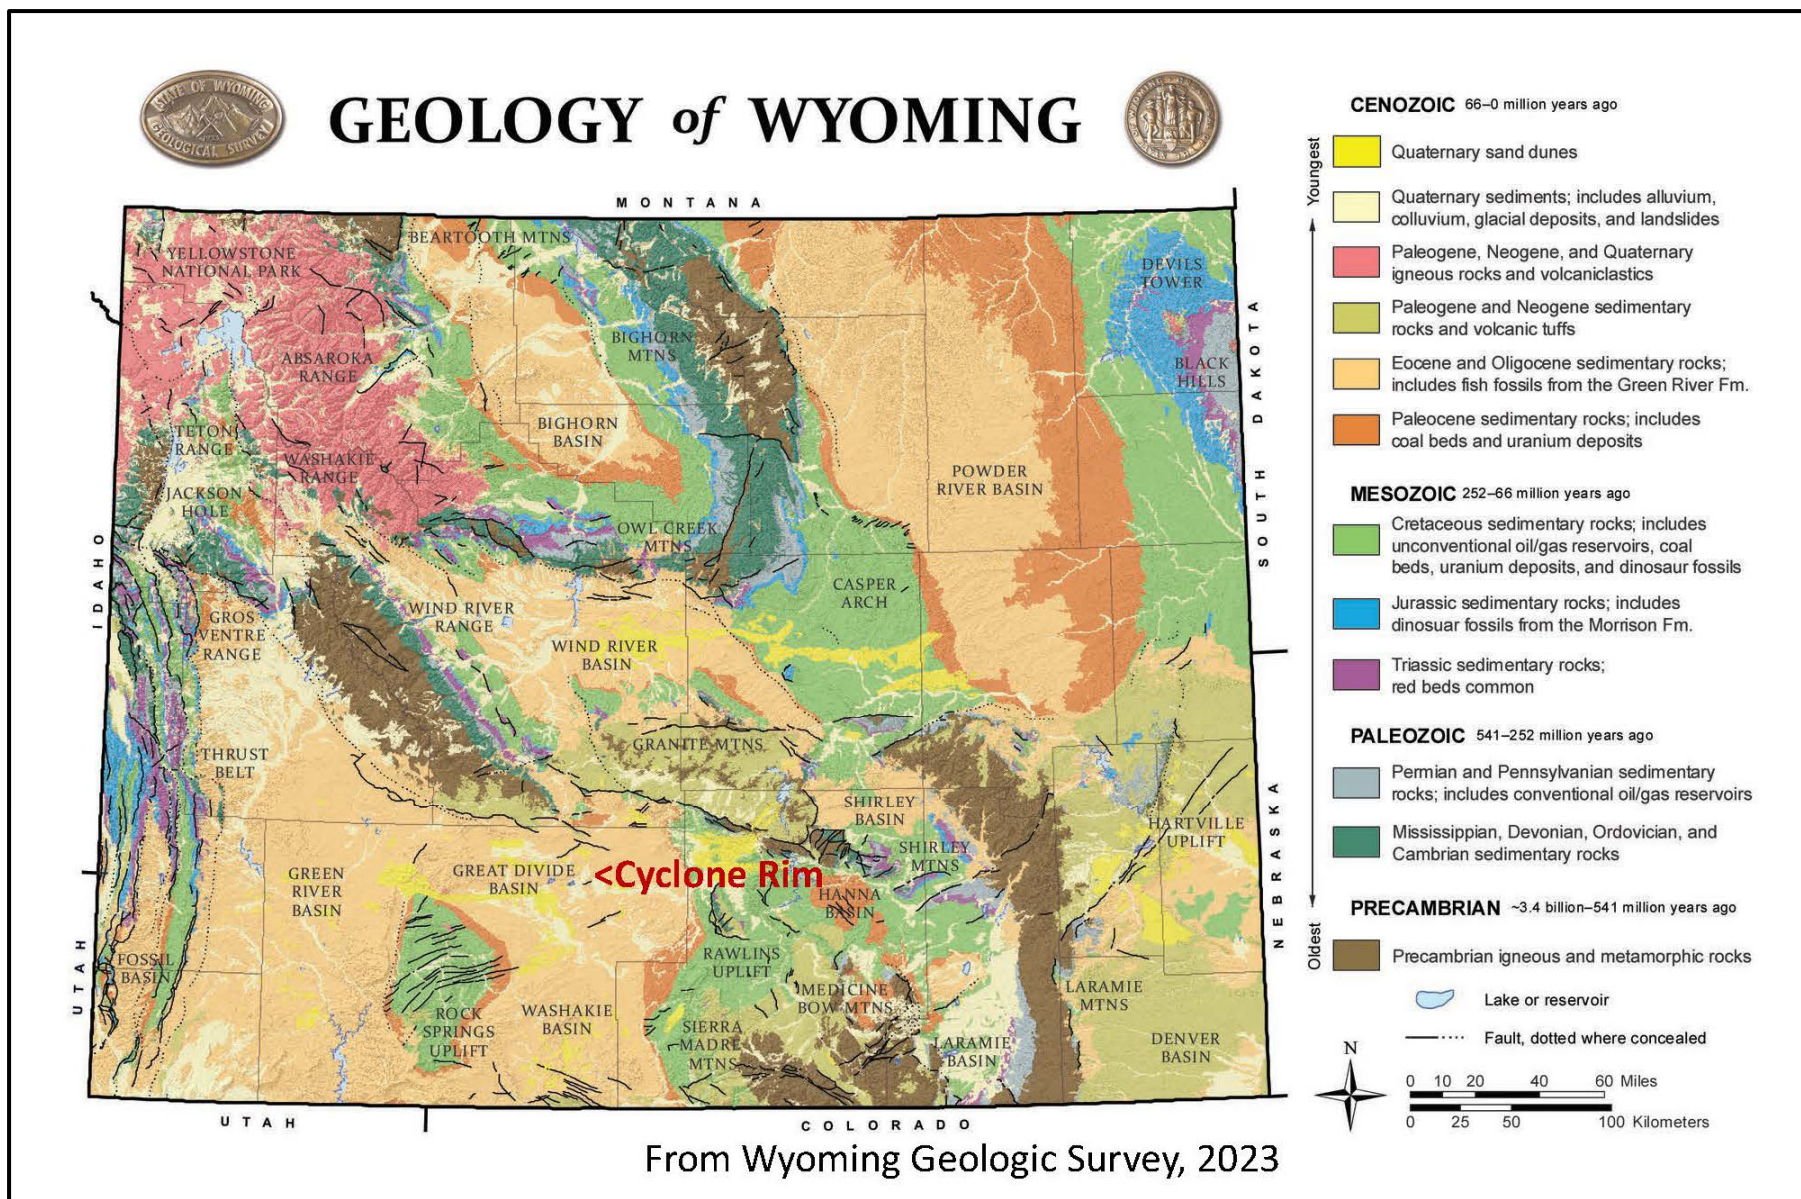 STATE OF WYOMING
GEOLOGICAL SURVEY
GEOLOGY of WYOMING
MONTANA
YELLOWSTONE
NATIONAL PARK
BEARTOOTH MTNS
DEVILS
TOWER
ABSAROKA
RANGE
BIGHORN
MTNS
BLACK
HILLS
TETON
RANGE
BIGHORN
BASIN
WASHAKIE
RANGE
POWDER
RIVER BASIN
SOUTH DAKOTA
JACKSON
HOLE
OWL CREEK
MTNS
IDAHO
CASPER
ARCH
GROS
VENTRE
RANGE
WIND RIVER
RANGE
WIND RIVER
BASIN
THRUST
BELT
GRANITE MTNS
SHIRLEY
BASIN
HARTVILLE
UPLIFT
NEBRASKA
SHIRLEY
MTNS
GREEN
RIVER
BASIN
GREAT DIVIDE
BASIN
<Cyclone Rim
HANNA
BASIN
UTAH
FOSSIL
BASIN
RAWLINS
UPLIFT
MEDICINE
BOW MTNS
LARAMIE
MTNS
ROCK
SPRINGS
UPLIFT
WASHAKIE
BASIN
SIERRA
MADRE
MTNS
LARAMIE
BASIN
DENVER
BASIN
UTAH
COLORADO
From Wyoming Geologic Survey, 2023
CENOZOIC 66–0 million years ago
Youngest
Quaternary sand dunes
Quaternary sediments; includes alluvium,
colluvium, glacial deposits, and landslides
Paleogene, Neogene, and Quaternary
igneous rocks and volcaniclastics
Paleogene and Neogene sedimentary
rocks and volcanic tuffs
Eocene and Oligocene sedimentary rocks;
includes fish fossils from the Green River Fm.
Paleocene sedimentary rocks; includes
coal beds and uranium deposits
MESOZOIC 252–66 million years ago
Cretaceous sedimentary rocks; includes
unconventional oil/gas reservoirs, coal
beds, uranium deposits, and dinosaur fossils
Jurassic sedimentary rocks; includes
dinosuar fossils from the Morrison Fm.
Triassic sedimentary rocks;
red beds common
PALEOZOIC 541–252 million years ago
Permian and Pennsylvanian sedimentary
rocks; includes conventional oil/gas reservoirs
Mississippian, Devonian, Ordovician, and
Cambrian sedimentary rocks
PRECAMBRIAN ~3.4 billion–541 million years ago
Oldest
Precambrian igneous and metamorphic rocks
Lake or reservoir
Fault, dotted where concealed
N
0 10 20 40 60 Miles
0 25 50 100 Kilometers